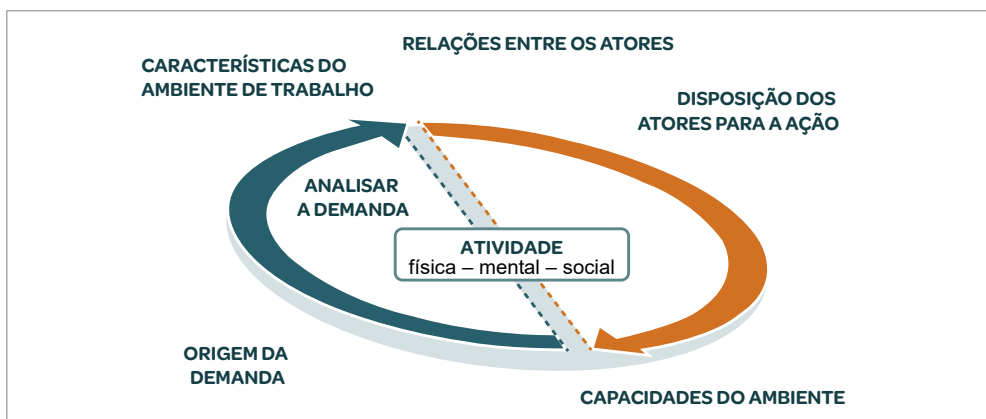 RELAÇÕES ENTRE OS ATORES
CARACTERÍSTICAS DO
AMBIENTE DE TRABALHO
DISPOSIÇÃO DOS
ATORES PARA A AÇÃO
ANALISAR
A DEMANDA
ATIVIDADE
física – mental – social
ORIGEM DA
DEMANDA
CAPACIDADES DO AMBIENTE